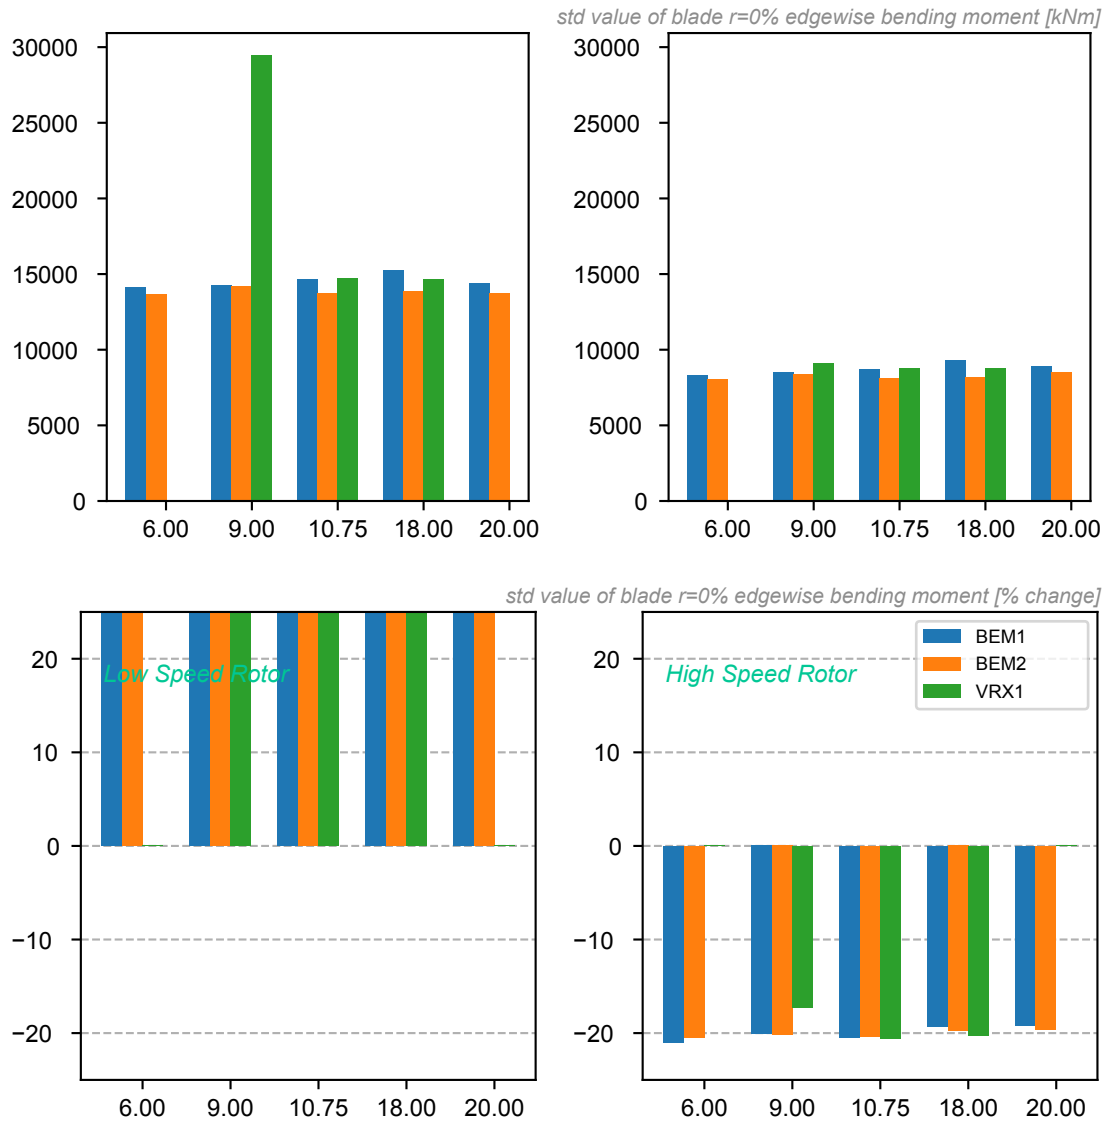 std value of blade r=0% edgewise bending moment [kNm]
30000
25000
20000
15000
10000
5000
0
6.00 9.00 10.75 18.00 20.00
30000
25000
20000
15000
10000
5000
0
6.00 9.00 10.75 18.00 20.00
std value of blade r=0% edgewise bending moment [% change]
Low Speed Rotor
20
10
0
−10
−20
6.00 9.00 10.75 18.00 20.00
High Speed Rotor
BEM1
BEM2
VRX1
20
10
0
−10
−20
6.00 9.00 10.75 18.00 20.00